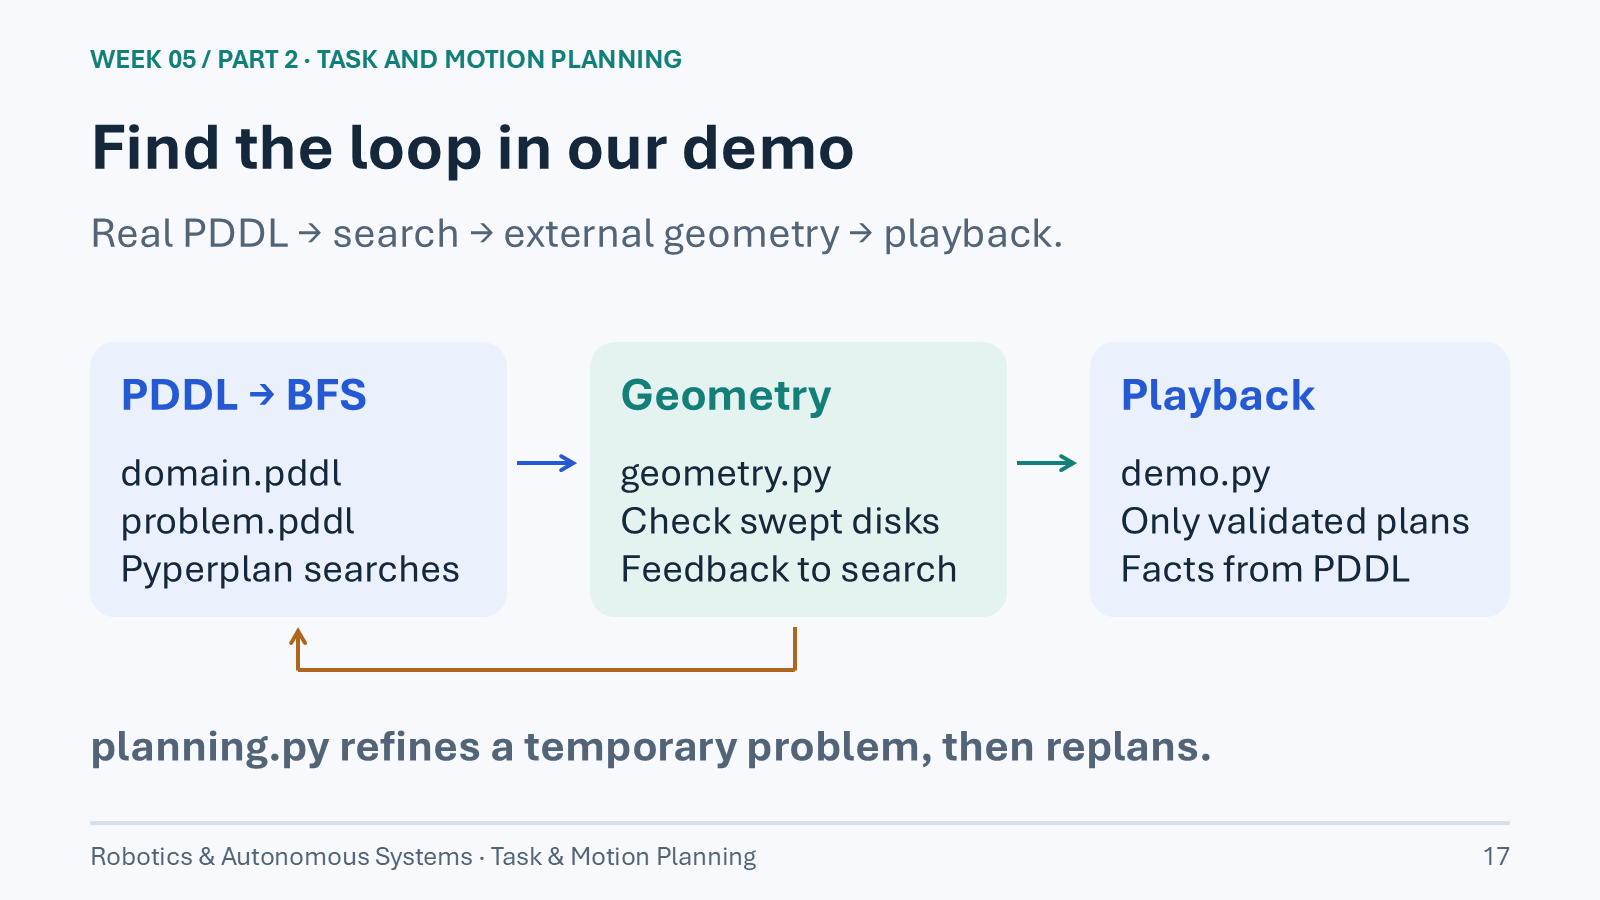 WEEK 05 / PART 2 · TASK AND MOTION PLANNING
Find the loop in our demo
Real PDDL → search → external geometry → playback.
PDDL → BFS
domain.pddl
problem.pddl
Pyperplan searches
Geometry
geometry.py
Check swept disks
Feedback to search
Playback
demo.py
Only validated plans
Facts from PDDL
planning.py refines a temporary problem, then replans.
Robotics & Autonomous Systems · Task & Motion Planning
17